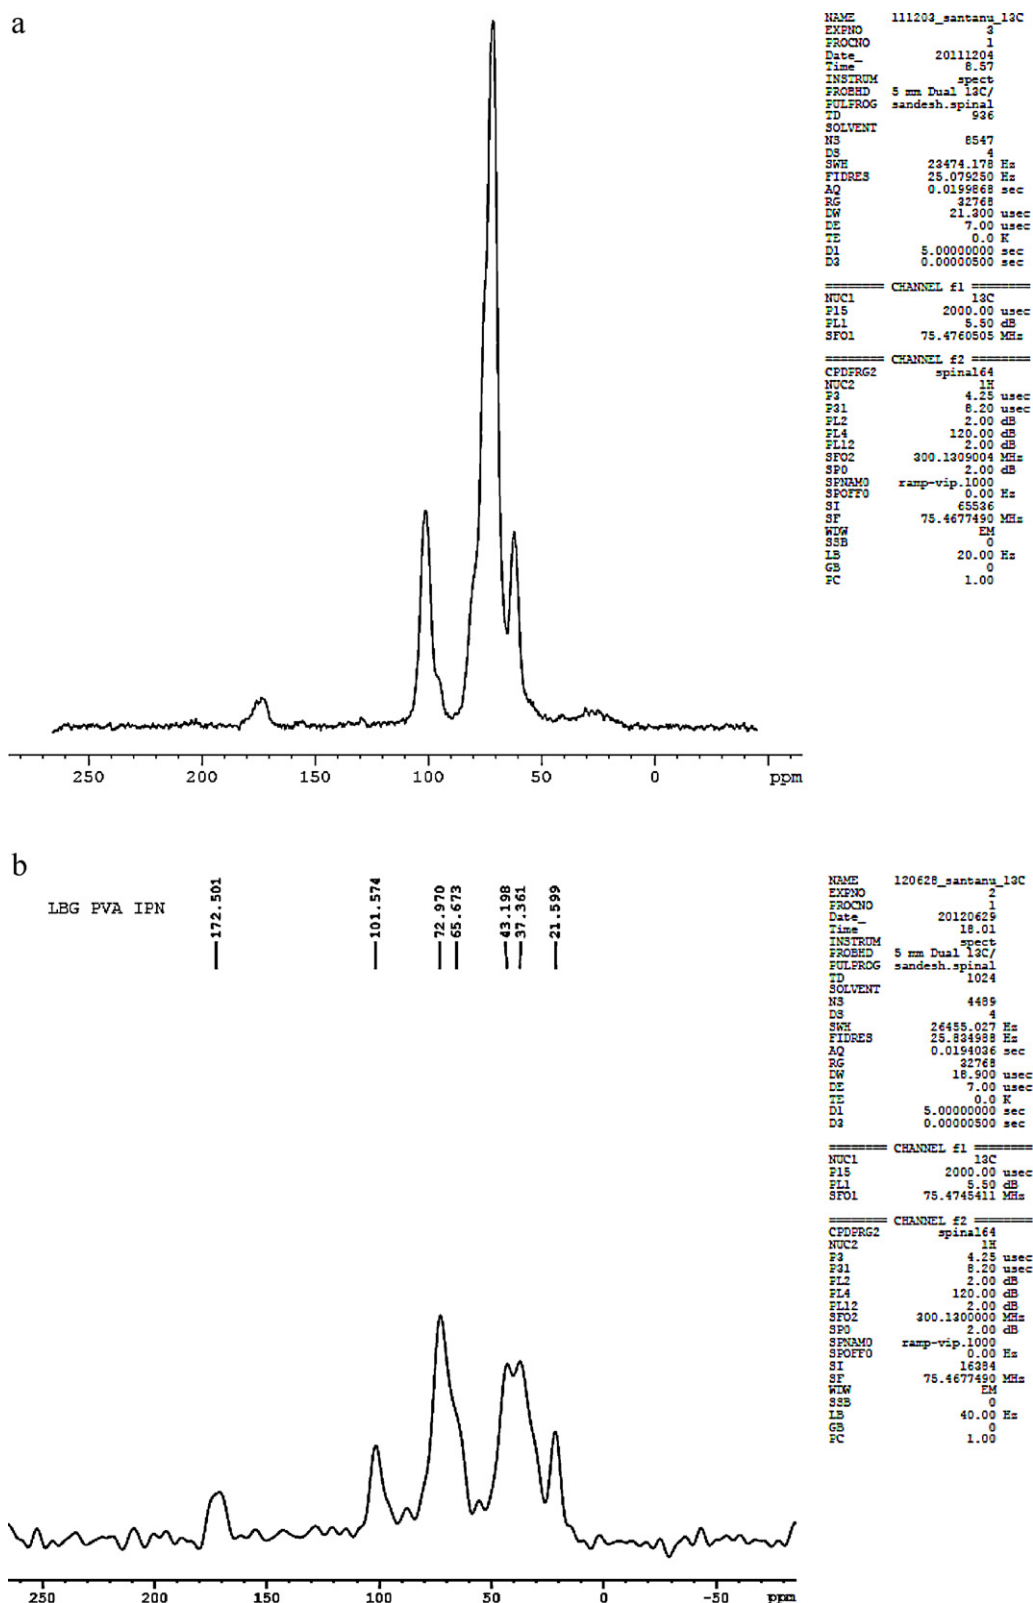 a
NAME 111203_santanu_13C
EXPNO 3
PROCNO 1
Date_ 20111204
Time 8.57
INSTRUM spect
PROBHD 5 mm Dual 13C/
PULPROG sandesh.spinal
TD 936
SOLVENT
NS 8547
DS 4
SWH 23474.178 Hz
FIDRES 25.079250 Hz
AQ 0.0199868 sec
RG 32768
DW 21.300 usec
DE 7.00 usec
TE 0.0 K
D1 5.00000000 sec
D3 0.00000500 sec
======== CHANNEL f1 ========
NUC1 13C
P15 2000.00 usec
PL1 5.50 dB
SFO1 75.4760505 MHz
======== CHANNEL f2 ========
CPDPRG2 spinal64
NUC2 1H
P3 4.25 usec
P31 8.20 usec
PL2 2.00 dB
PL4 120.00 dB
PL12 2.00 dB
SFO2 300.1309004 MHz
SP0 2.00 dB
SPNAM0 ramp-vip.1000
SPOFF0 0.00 Hz
SI 65536
SF 75.4677490 MHz
WDW EM
SSB 0
LB 20.00 Hz
GB 0
PC 1.00
250 200 150 100 50 0 ppm
b
LBG PVA IPN
172.501
101.574
72.970
65.673
43.198
37.361
21.599
NAME 120628_santanu_13C
EXPNO 2
PROCNO 1
Date_ 20120629
Time 18.01
INSTRUM spect
PROBHD 5 mm Dual 13C/
PULPROG sandesh.spinal
TD 1024
SOLVENT
NS 4489
DS 4
SWH 26455.027 Hz
FIDRES 25.834988 Hz
AQ 0.0194036 sec
RG 32768
DW 18.900 usec
DE 7.00 usec
TE 0.0 K
D1 5.00000000 sec
D3 0.00000500 sec
======== CHANNEL f1 ========
NUC1 13C
P15 2000.00 usec
PL1 5.50 dB
SFO1 75.4745411 MHz
======== CHANNEL f2 ========
CPDPRG2 spinal64
NUC2 1H
P3 4.25 usec
P31 8.20 usec
PL2 2.00 dB
PL4 120.00 dB
PL12 2.00 dB
SFO2 300.1300000 MHz
SP0 2.00 dB
SPNAM0 ramp-vip.1000
SPOFF0 0.00 Hz
SI 16384
SF 75.4677490 MHz
WDW EM
SSB 0
LB 40.00 Hz
GB 0
PC 1.00
250 200 150 100 50 0 -50 ppm